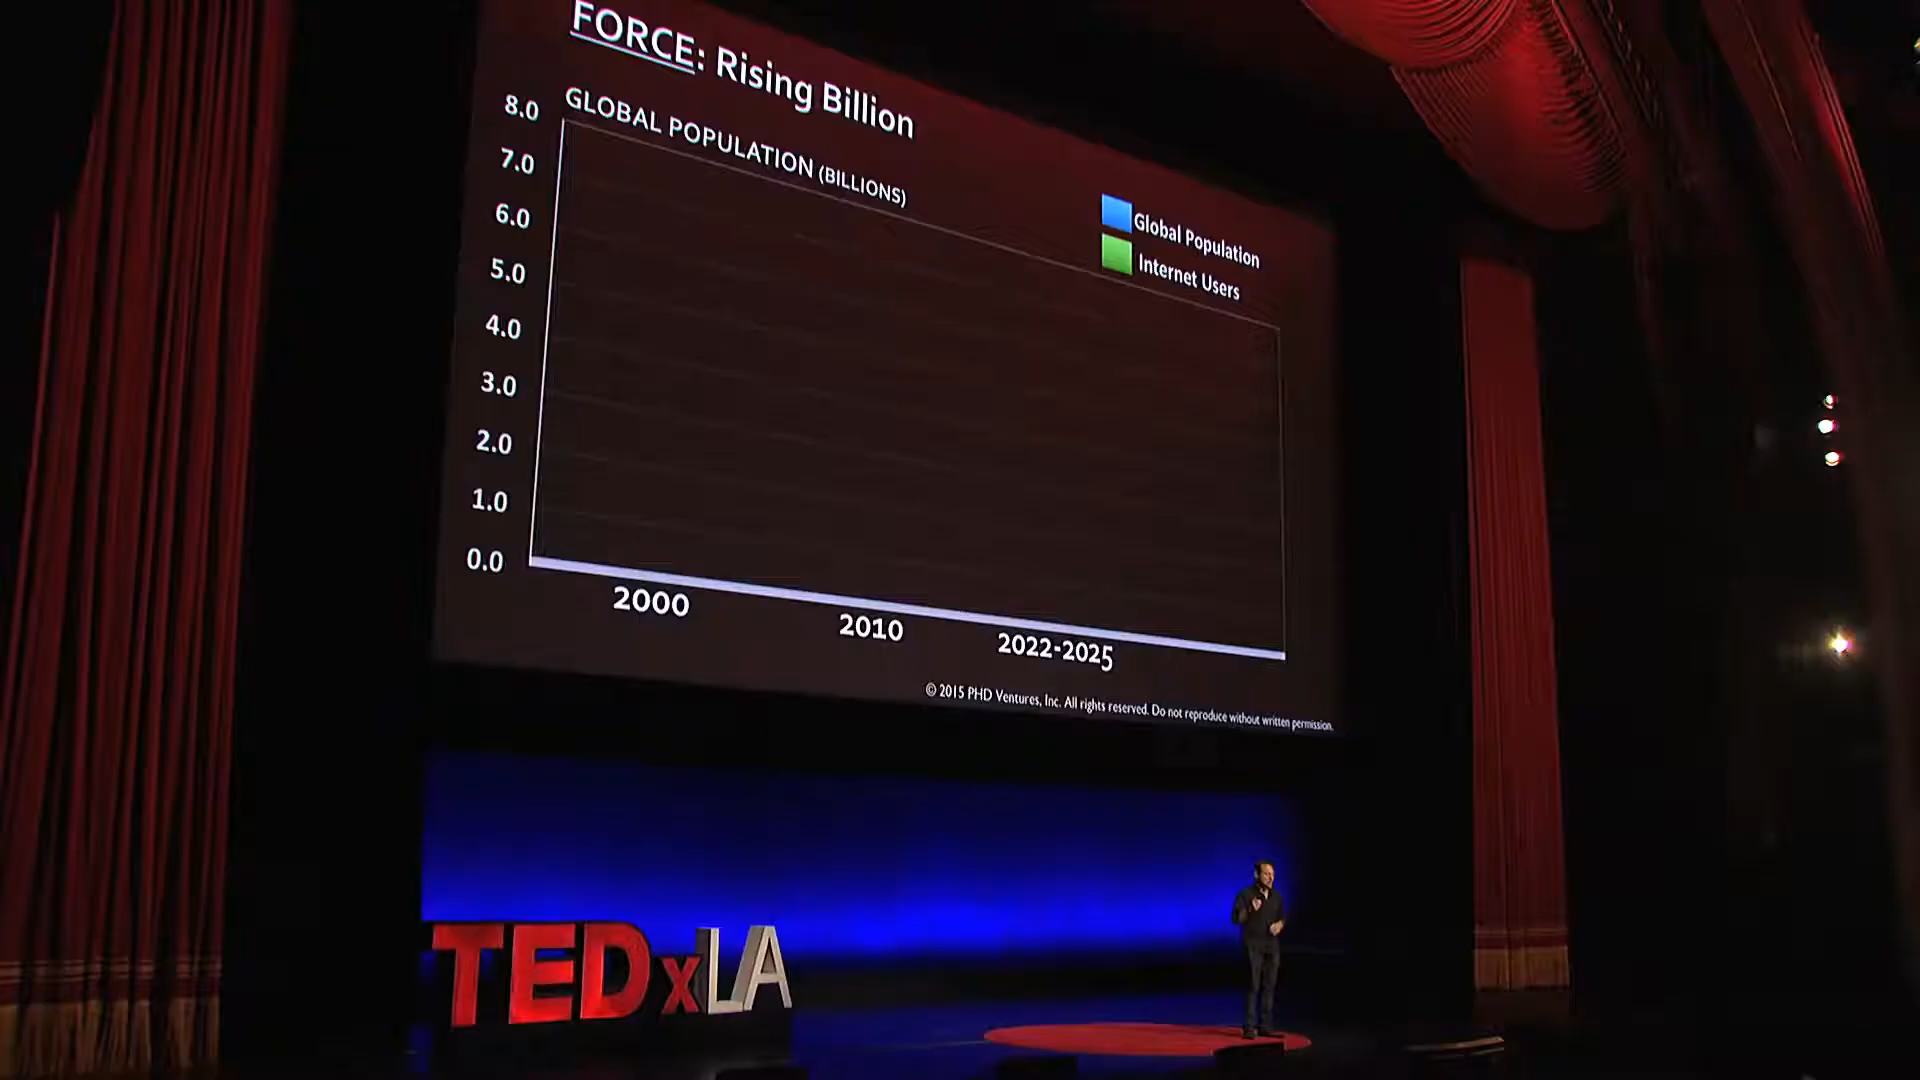 FORCE: Rising Billion
GLOBAL POPULATION (BILLIONS)
8.0
7.0
6.0
5.0
4.0
3.0
2.0
1.0
0.0
Global Population
Internet Users
2000
2010
2022-2025
© 2015 PHD Ventures, Inc. All rights reserved. Do not reproduce without written permission.
TEDxLA